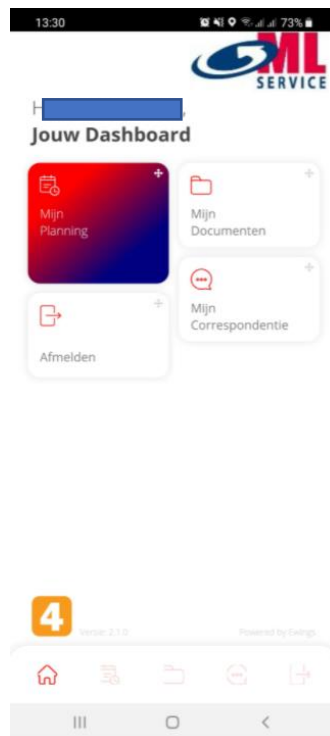 13:30 73%
ML
SERVICE
H ,
Jouw Dashboard
Mijn
Planning
Mijn
Documenten
Mijn
Correspondentie
Afmelden
4
Versie: 2.1.0
Powered by Ewings